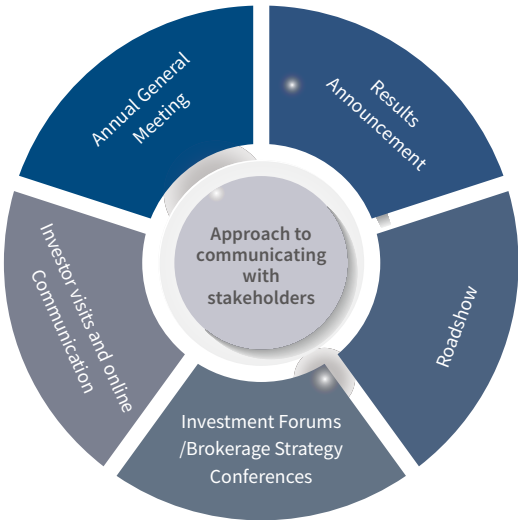 Annual General
Meeting
Results
Announcement
Approach to
communicating
with
stakeholders
Investor visits and online
Communication
Roadshow
Investment Forums
/Brokerage Strategy
Conferences